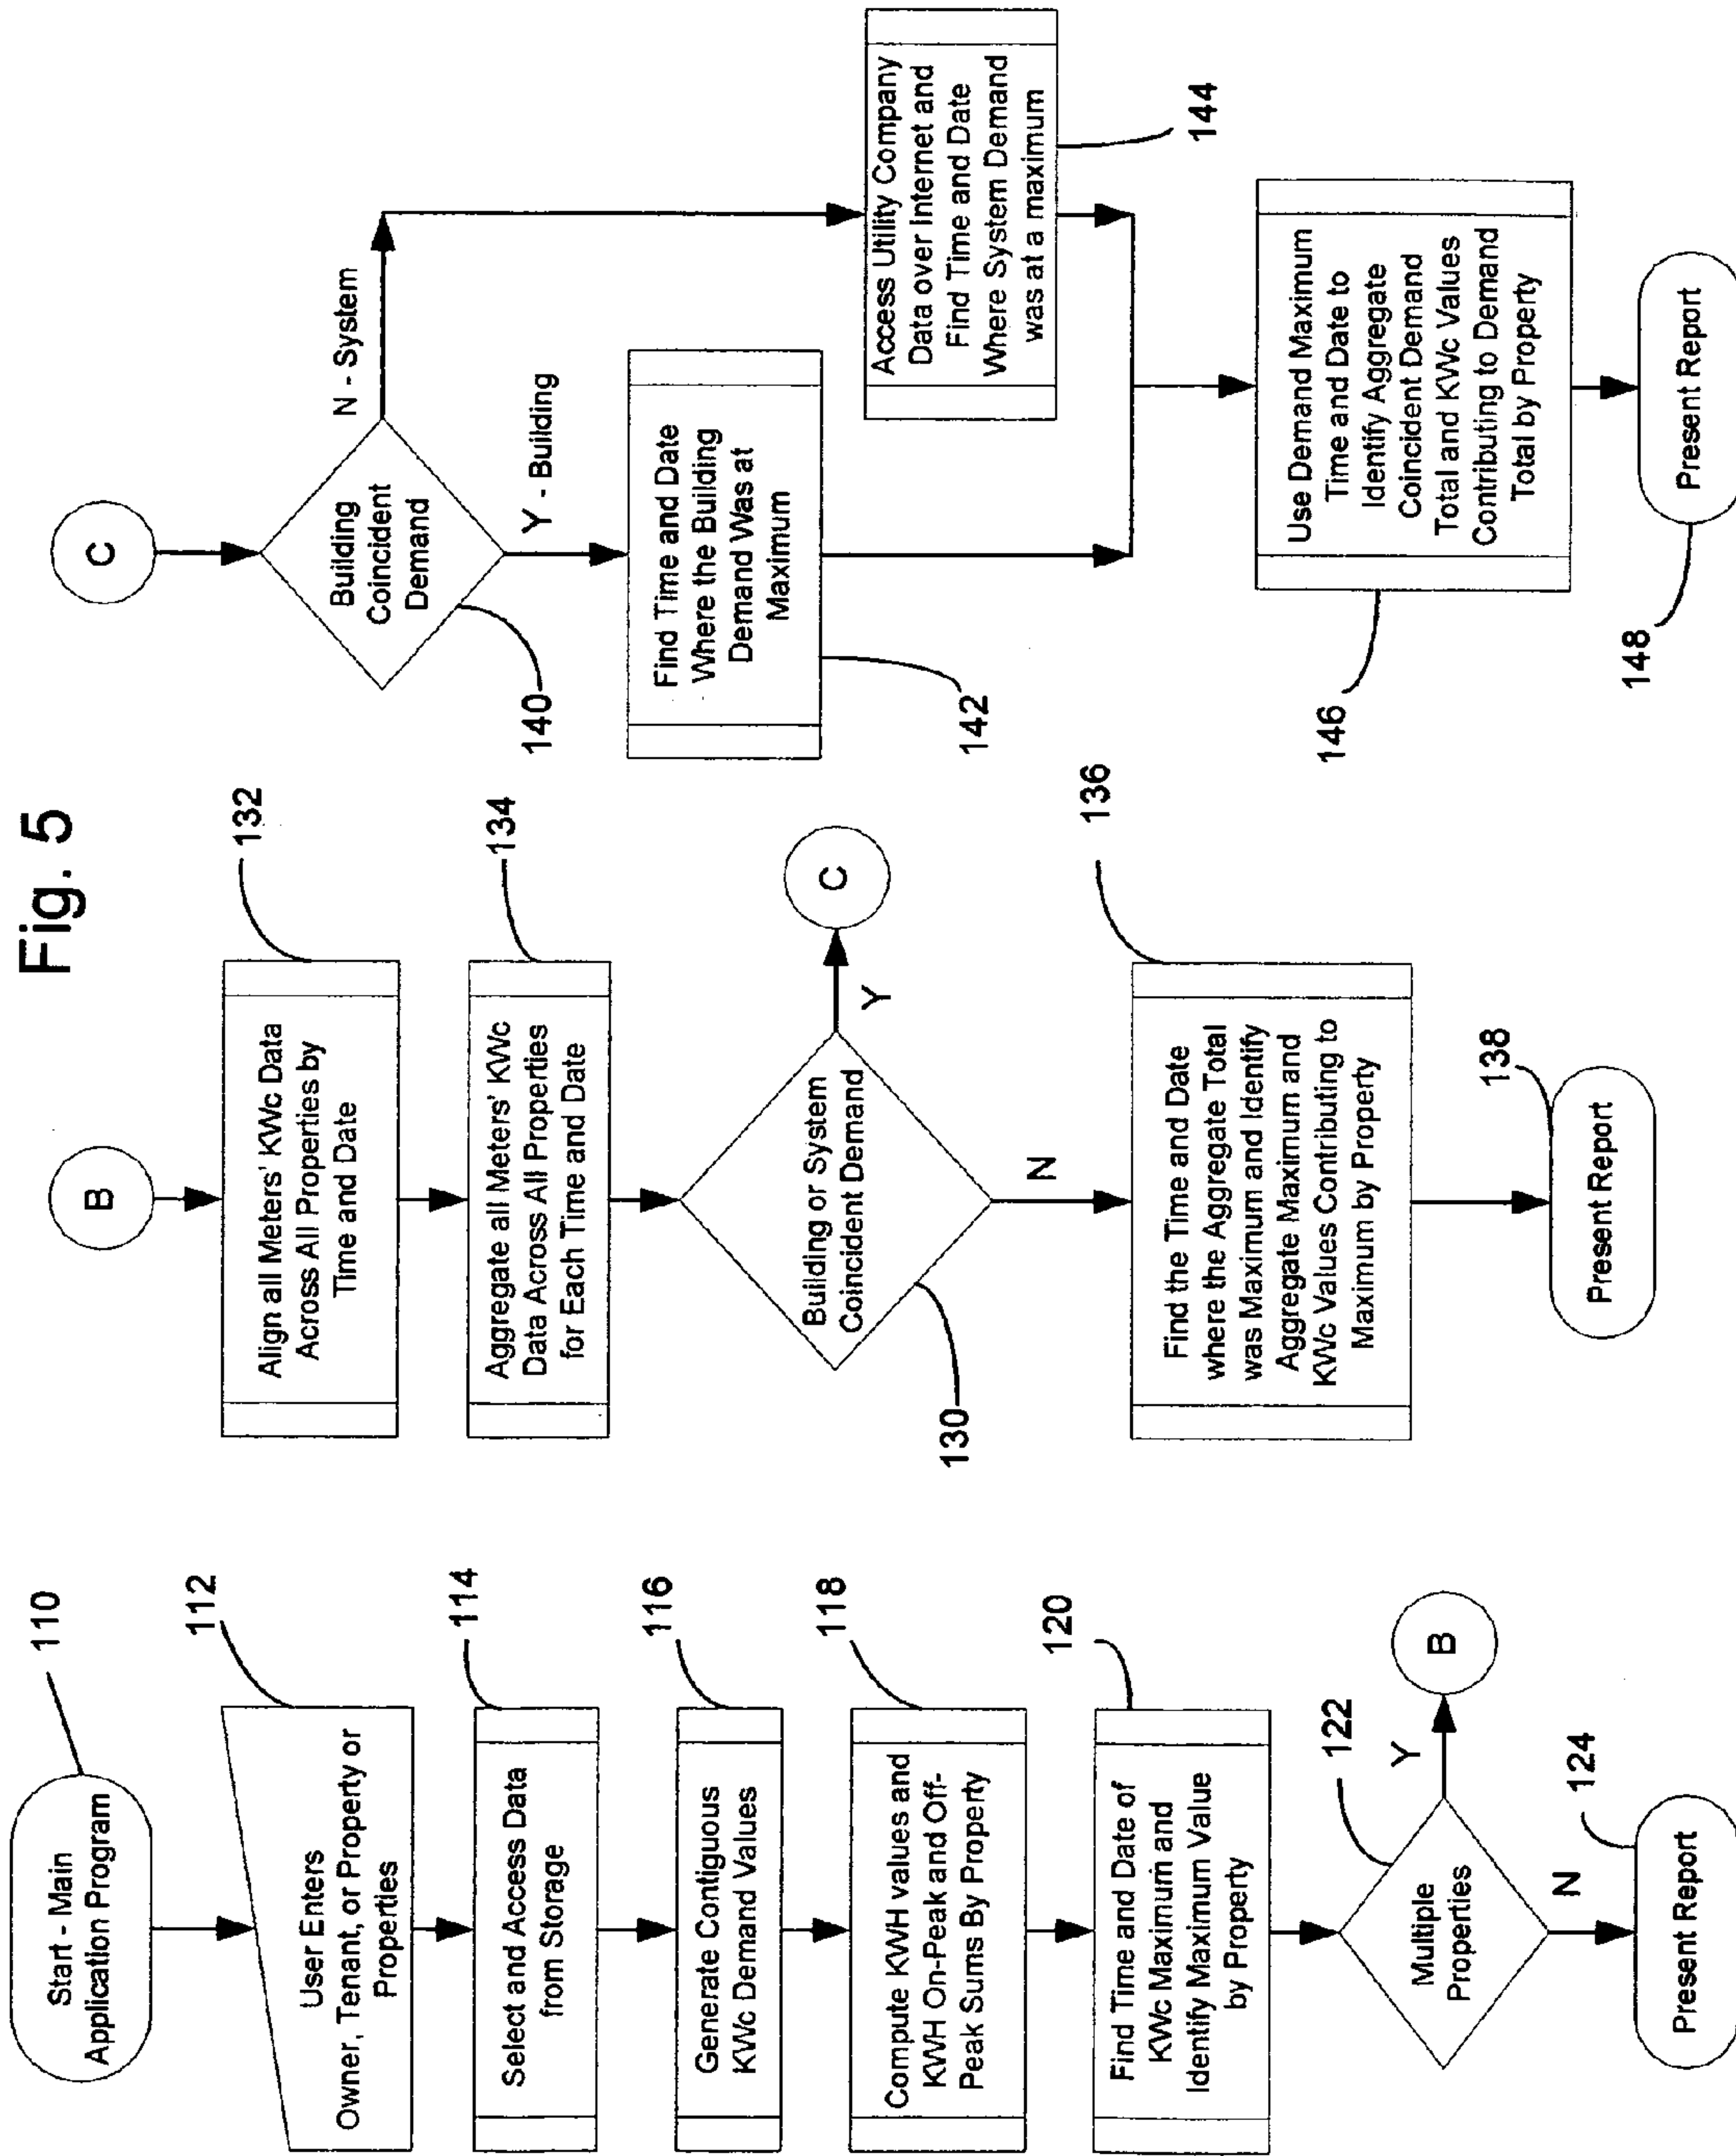 Fig. 5
Start - Main
Application Program
110
User Enters
Owner, Tenant, or Property or
Properties
112
Select and Access Data
from Storage
114
Generate Contiguous
KWc Demand Values
116
Compute KWH values and
KWH On-Peak and Off-
Peak Sums By Property
118
Find Time and Date of
KWc Maximum and
Identify Maximum Value
by Property
120
Multiple
Properties
122
Y
B
N
Present Report
124
B
Align all Meters' KWc Data
Across All Properties by
Time and Date
132
Aggregate all Meters' KWc
Data Across All Properties
for Each Time and Date
134
Building or System
Coincident Demand
130
Y
C
N
Find the Time and Date
where the Aggregate Total
was Maximum and Identify
Aggregate Maximum and
KWc Values Contributing to
Maximum by Property
136
Present Report
138
C
Building
Coincident
Demand
140
N - System
Y - Building
Find Time and Date
Where the Building
Demand Was at
Maximum
142
Access Utility Company
Data over Internet and
Find Time and Date
Where System Demand
was at a maximum
144
Use Demand Maximum
Time and Date to
Identify Aggregate
Coincident Demand
Total and KWc Values
Contributing to Demand
Total by Property
146
Present Report
148